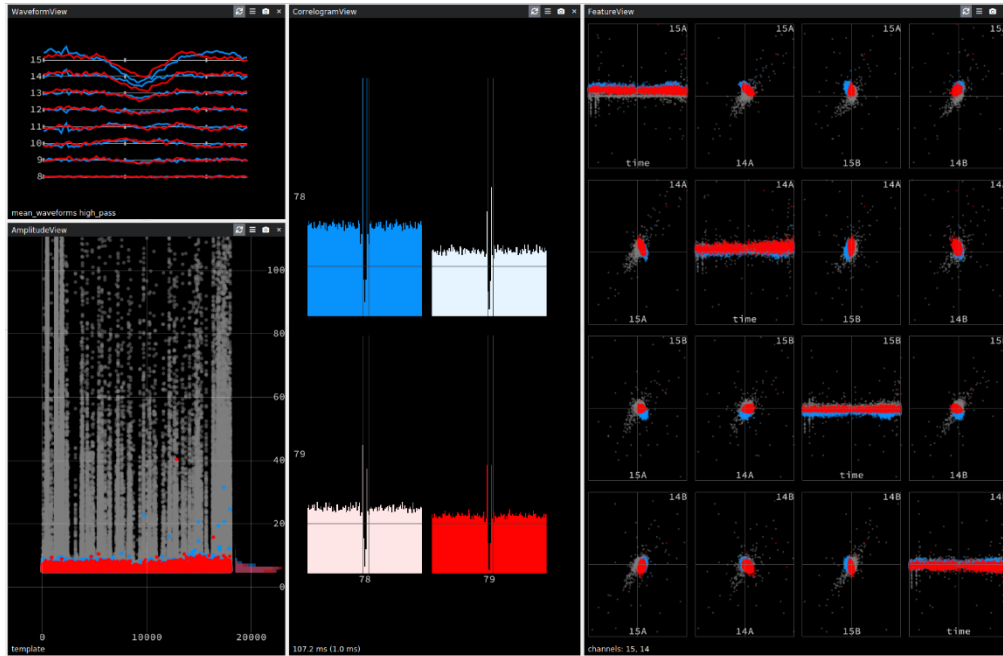 WaveformView
15
14
13
12
11
10
9
8
mean_waveforms high_pass
AmplitudeView
100
80
60
40
20
0
0 10000 20000
template
CorrelogramView
78
79
78 79
107.2 ms (1.0 ms)
FeatureView
15A 15A 15A 15A
time 14A 15B 14B
14A 14A 14A 14A
15A time 15B 14B
15B 15B 15B 15B
15A 14A time 14B
14B 14B 14B 14B
15A 14A 15B time
channels: 15, 14